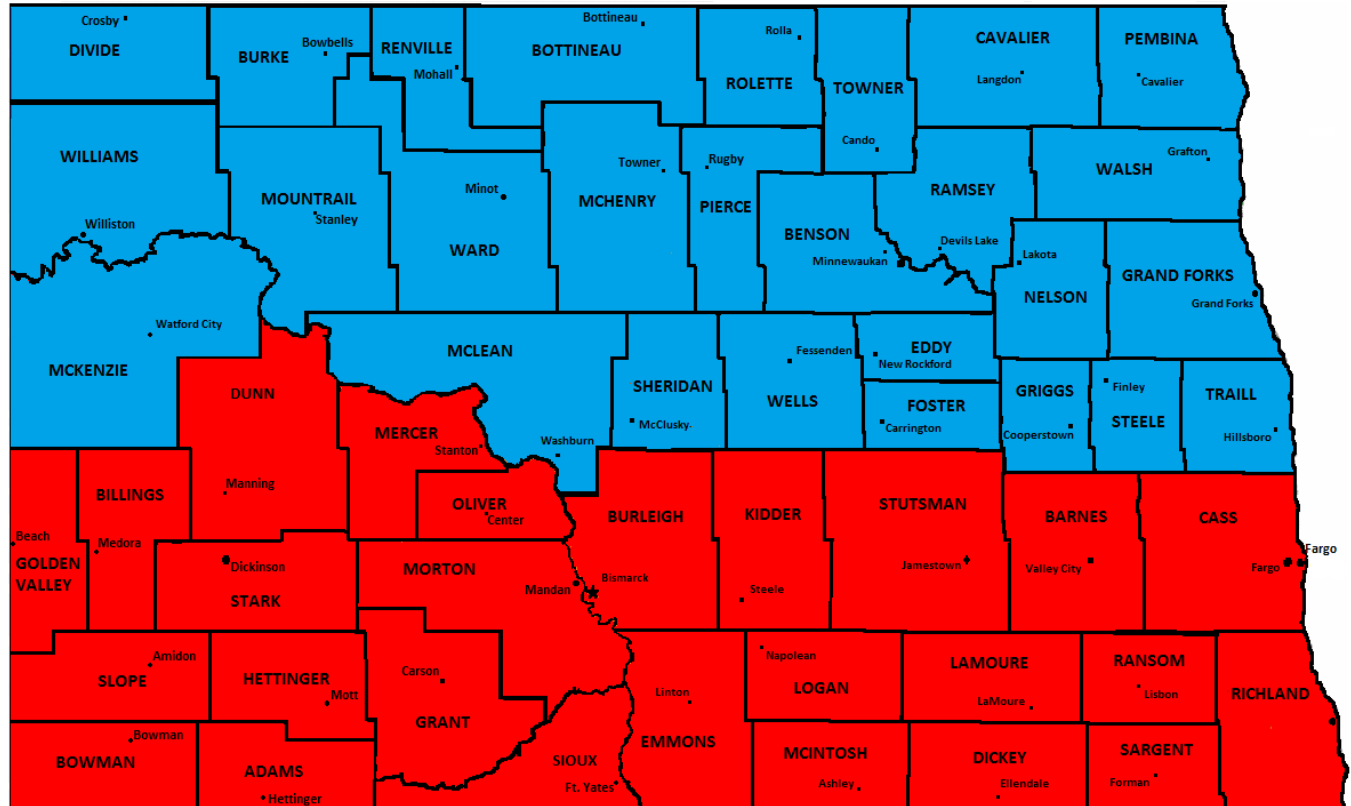 Crosby
DIVIDE
BURKE
Bowbells
RENVILLE
Mohall
Bottineau
BOTTINEAU
Rolla
ROLETTE
TOWNER
Cando
CAVALIER
Langdon
PEMBINA
Cavalier
WILLIAMS
Williston
MOUNTRAIL
Stanley
Minot
WARD
Towner
MCHENRY
Rugby
PIERCE
BENSON
Minnewaukan
RAMSEY
Devils Lake
WALSH
Grafton
Lakota
NELSON
GRAND FORKS
Grand Forks
Watford City
MCKENZIE
DUNN
Manning
MCLEAN
Washburn
SHERIDAN
McClusky.
Fessenden
WELLS
EDDY
New Rockford
FOSTER
Carrington
GRIGGS
Cooperstown
Finley
STEELE
TRAILL
Hillsboro
MERCER
Stanton
OLIVER
Center
BILLINGS
Medora
Beach
GOLDEN
VALLEY
Dickinson
STARK
MORTON
Mandan
Bismarck
BURLEIGH
KIDDER
Steele
STUTSMAN
Jamestown
BARNES
Valley City
CASS
Fargo
Fargo
Amidon
SLOPE
HETTINGER
Mott
Carson
GRANT
Linton
EMMONS
Napolean
LOGAN
LAMOURE
LaMoure
RANSOM
Lisbon
RICHLAND
Bowman
BOWMAN
ADAMS
Hettinger
SIOUX
Ft. Yates
MCINTOSH
Ashley
DICKEY
Ellendale
SARGENT
Forman